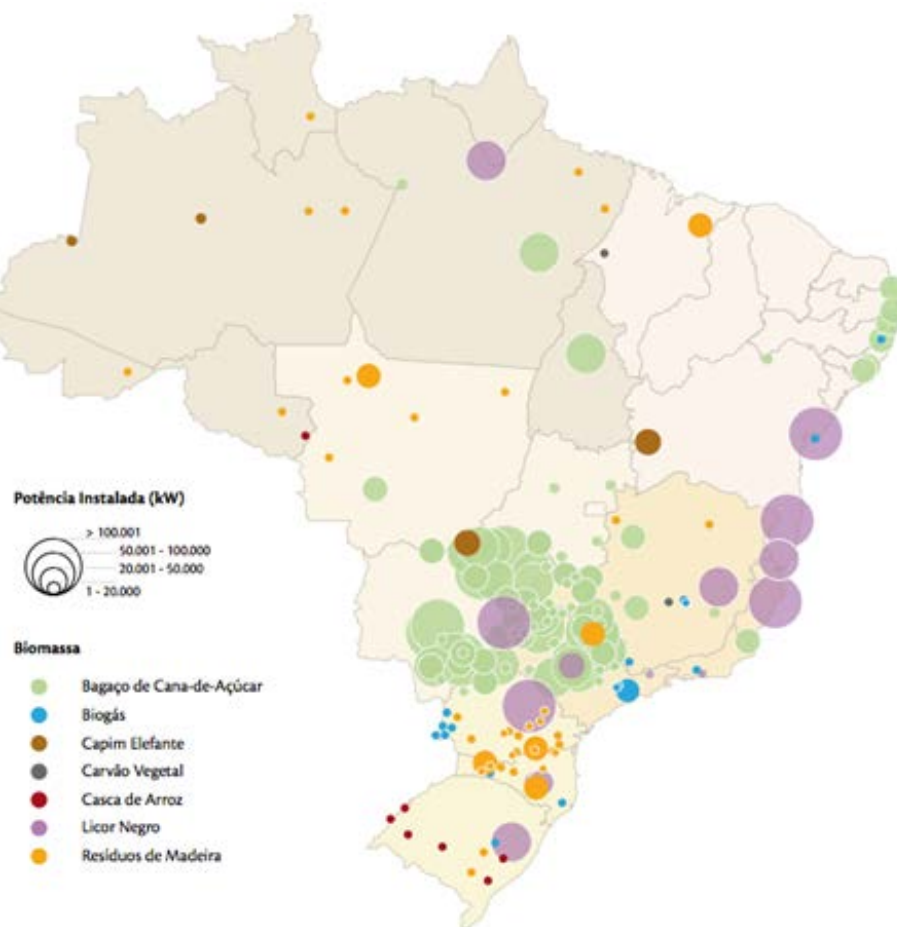 Potência Instalada (kW)
> 100.001
50.001 - 100.000
20.001 - 50.000
1 - 20.000
Biomassa
Bagaço de Cana-de-Açúcar
Biogás
Capim Elefante
Carvão Vegetal
Casca de Arroz
Licor Negro
Resíduos de Madeira